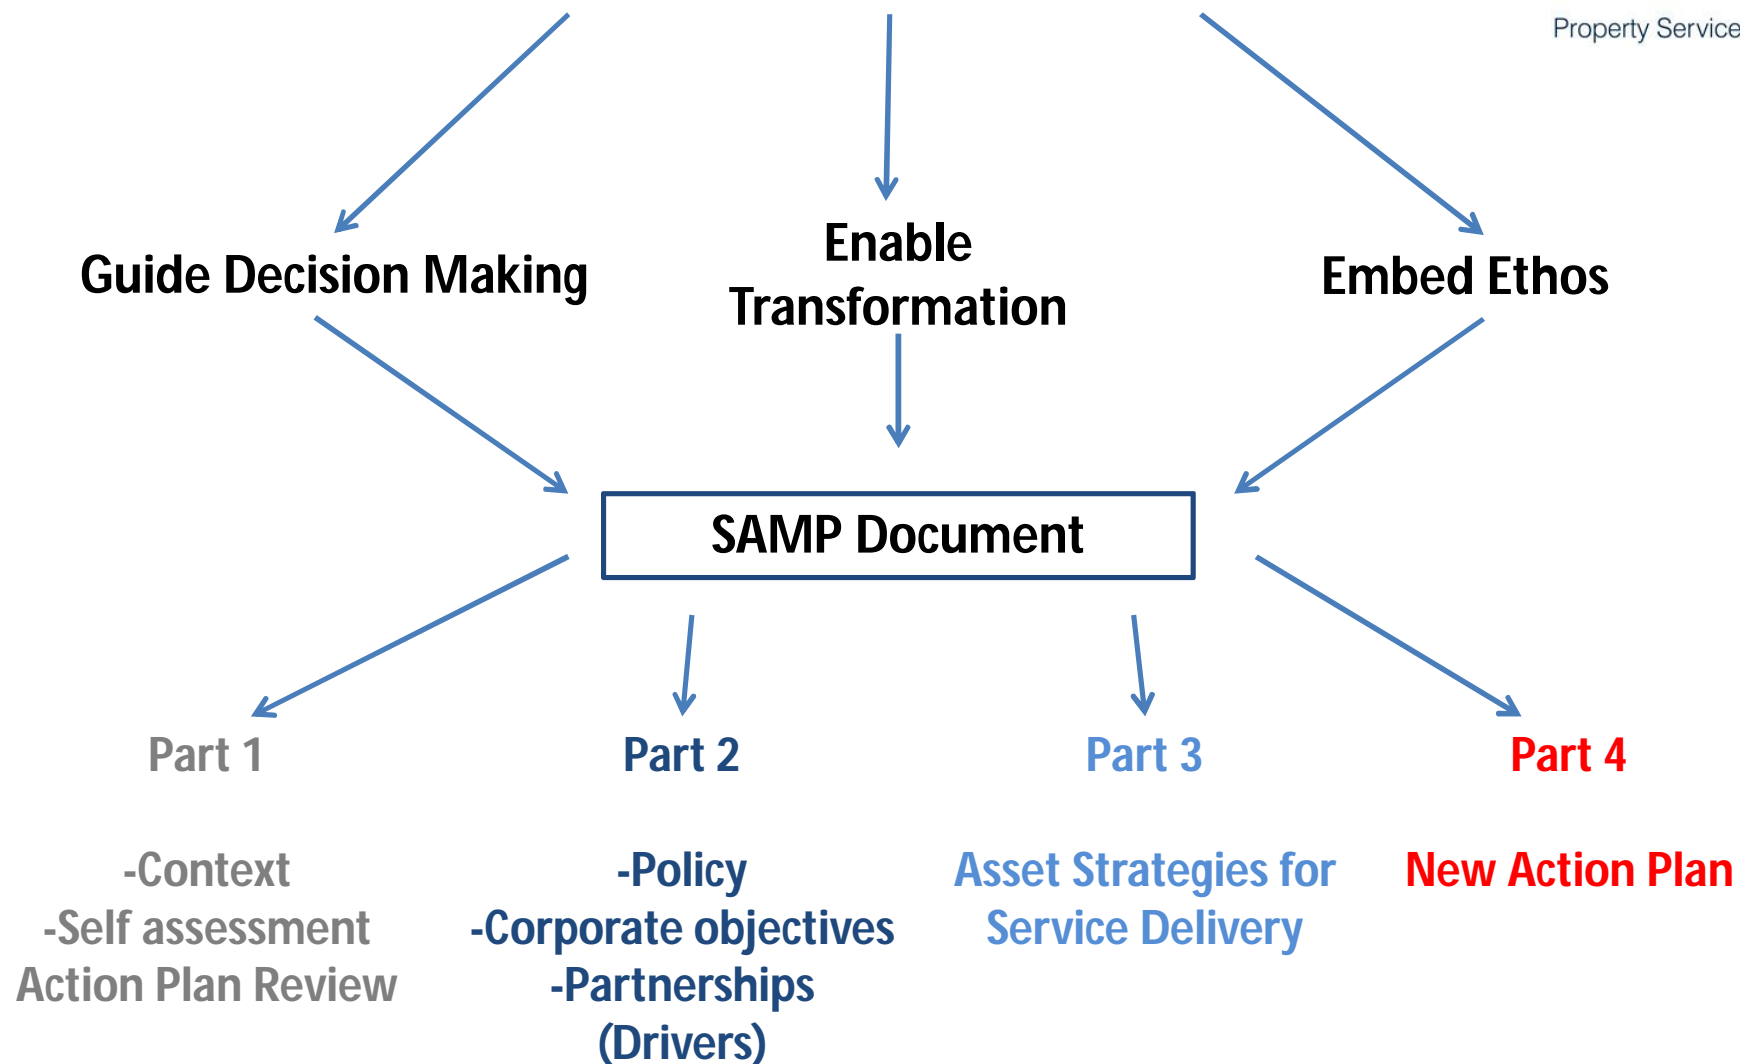 Property Service
Guide Decision Making
Enable
Transformation
Embed Ethos
SAMP Document
Part 1
-Context
-Self assessment
Action Plan Review
Part 2
-Policy
-Corporate objectives
-Partnerships
(Drivers)
Part 3
Asset Strategies for
Service Delivery
Part 4
New Action Plan